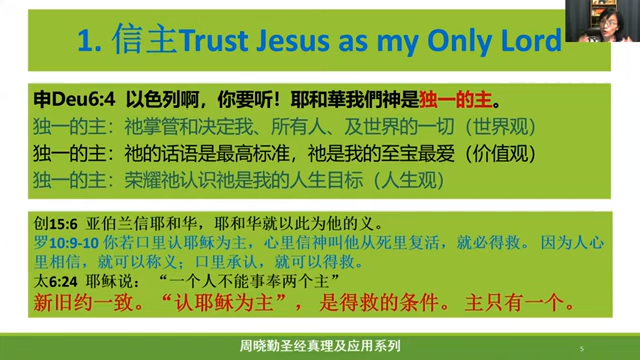 1. 信主Trust Jesus as my Only Lord
申Deu6:4 以色列啊，你要听！耶和華我們神是独一的主。
独一的主：祂掌管和决定我、所有人、及世界的一切（世界观）
独一的主：祂的话语是最高标准，祂是我的至宝最爱（价值观）
独一的主：荣耀祂认识祂是我的人生目标（人生观）
创15:6 亚伯兰信耶和华，耶和华就以此为他的义。
罗10:9-10 你若口里认耶稣为主，心里信神叫他从死里复活，就必得救。 因为人心
里相信，就可以称义；口里承认，就可以得救。
太6:24 耶稣说： “一个人不能事奉两个主”
新旧约一致。“认耶稣为主”， 是得救的条件。 主只有一个。
周晓勤圣经真理及应用系列
5